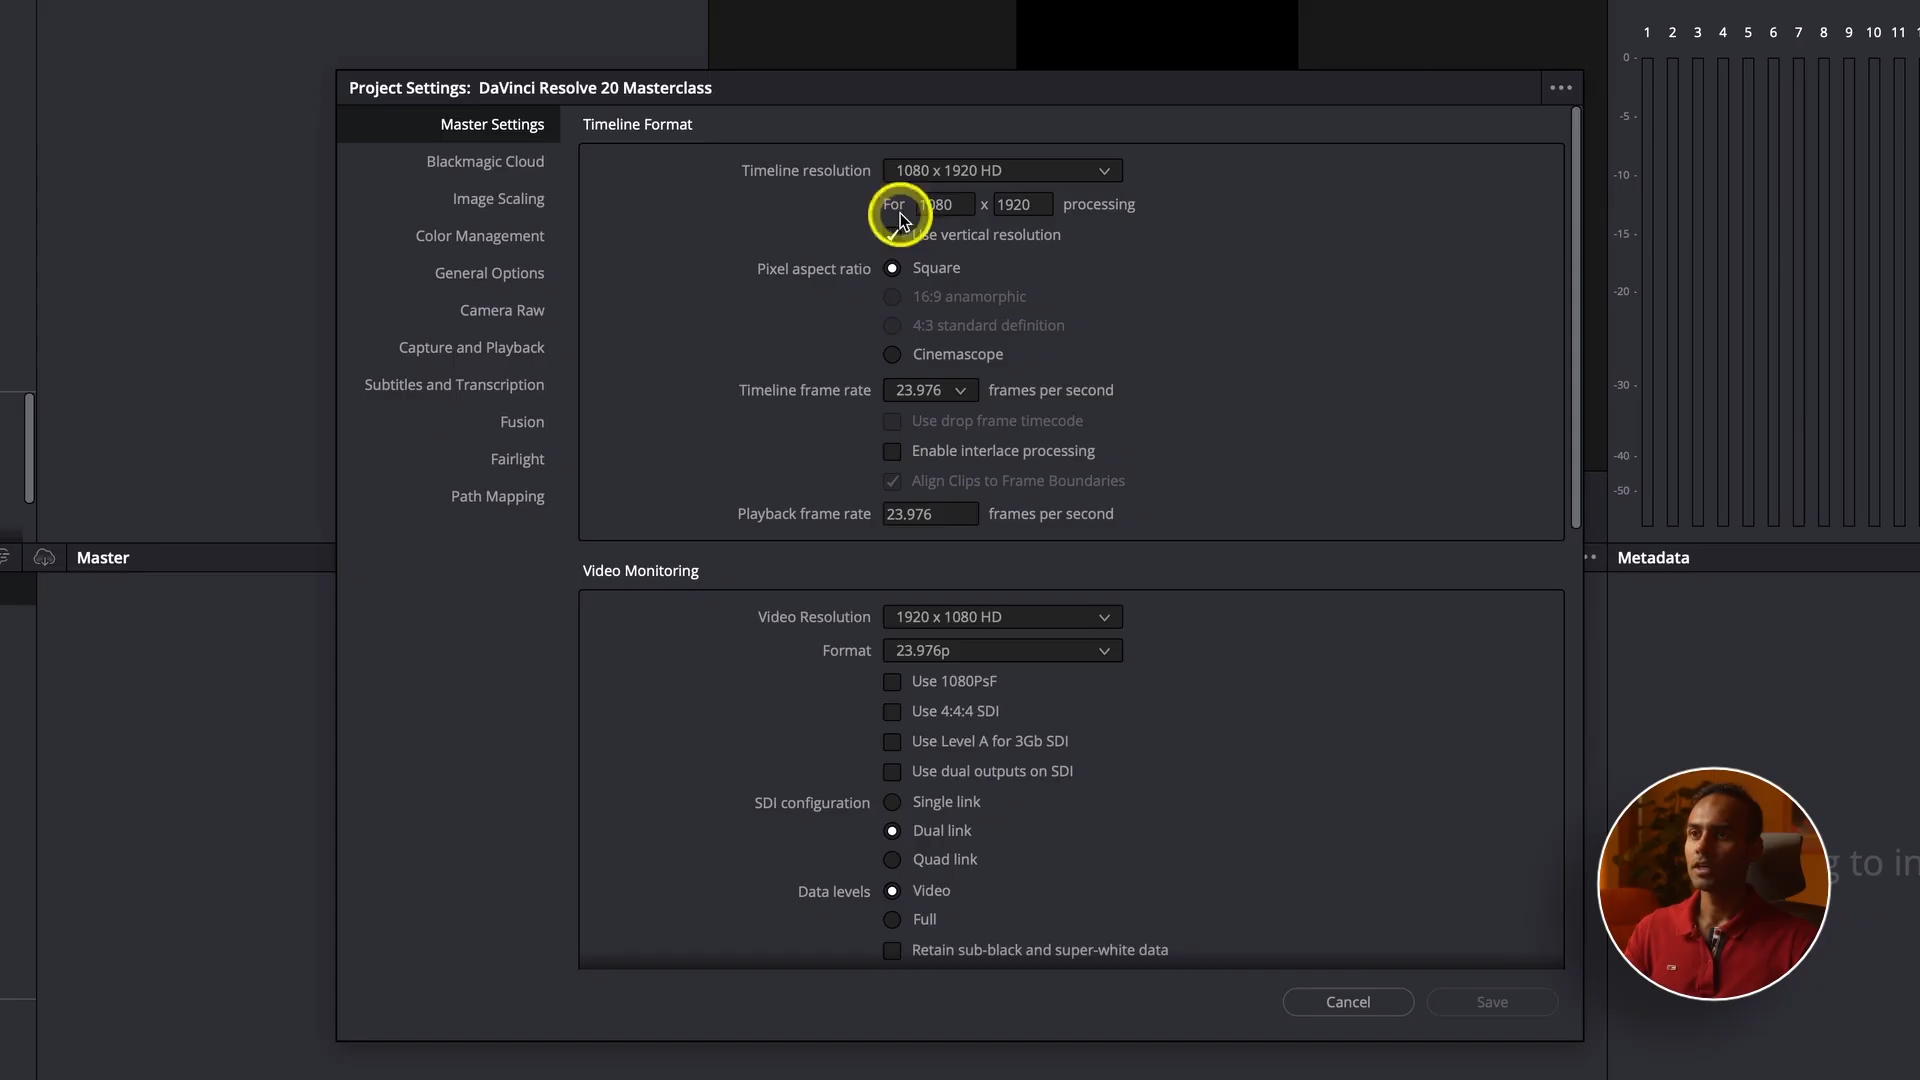 Project Settings: DaVinci Resolve 20 Masterclass
Master Settings
Blackmagic Cloud
Image Scaling
Color Management
General Options
Camera Raw
Capture and Playback
Subtitles and Transcription
Fusion
Fairlight
Path Mapping
Timeline Format
Timeline resolution 1080 x 1920 HD
For 1080 x 1920 processing
Use vertical resolution
Pixel aspect ratio Square
16:9 anamorphic
4:3 standard definition
Cinemascope
Timeline frame rate 23.976 frames per second
Use drop frame timecode
Enable interlace processing
Align Clips to Frame Boundaries
Playback frame rate 23.976 frames per second
Video Monitoring
Video Resolution 1920 x 1080 HD
Format 23.976p
Use 1080PsF
Use 4:4:4 SDI
Use Level A for 3Gb SDI
Use dual outputs on SDI
SDI configuration Single link
Dual link
Quad link
Data levels Video
Full
Retain sub-black and super-white data
Cancel Save
Master
1 2 3 4 5 6 7 8 9 10 11
0 -
-5 -
-10 -
-15 -
-20 -
-30 -
-40 -
-50 -
Metadata
to in